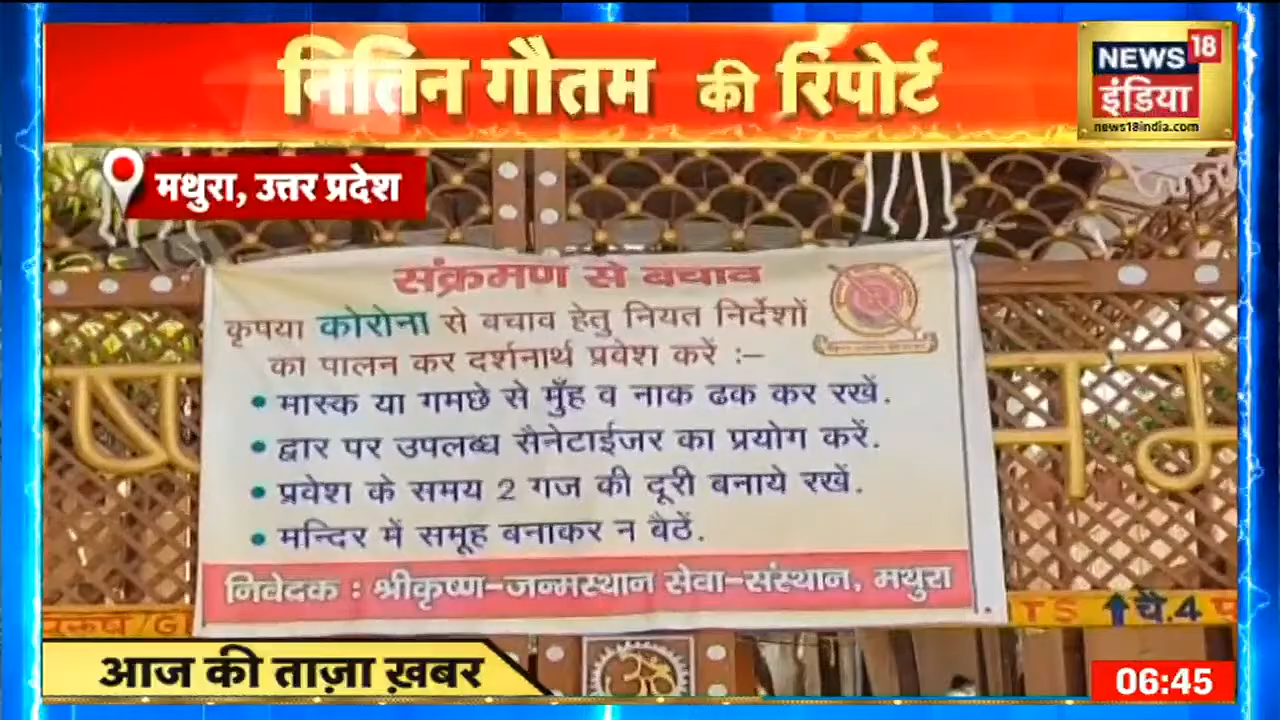 नितिन गौतम की रिपोर्ट
NEWS 18
इंडिया
news18india.com
मथुरा, उत्तर प्रदेश
संक्रमण से बचाव
कृपया कोरोना से बचाव हेतु नियत निर्देशों
का पालन कर दर्शनार्थ प्रवेश करें :–
• मास्क या गमछे से मुँह व नाक ढक कर रखें.
• द्वार पर उपलब्ध सैनेटाईजर का प्रयोग करें.
• प्रवेश के समय 2 गज की दूरी बनाये रखें.
• मन्दिर में समूह बनाकर न बैठें.
निवेदक : श्रीकृष्ण-जन्मस्थान सेवा-संस्थान, मथुरा
आज की ताज़ा ख़बर
06:45